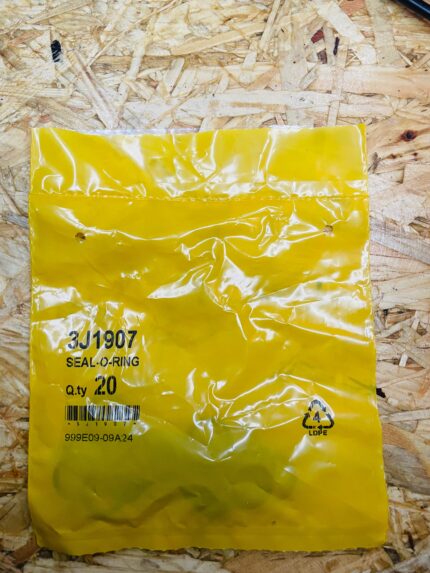 3J1907
SEAL-O-RING
Q.ty 20
999E09-09A24
4
LDPE